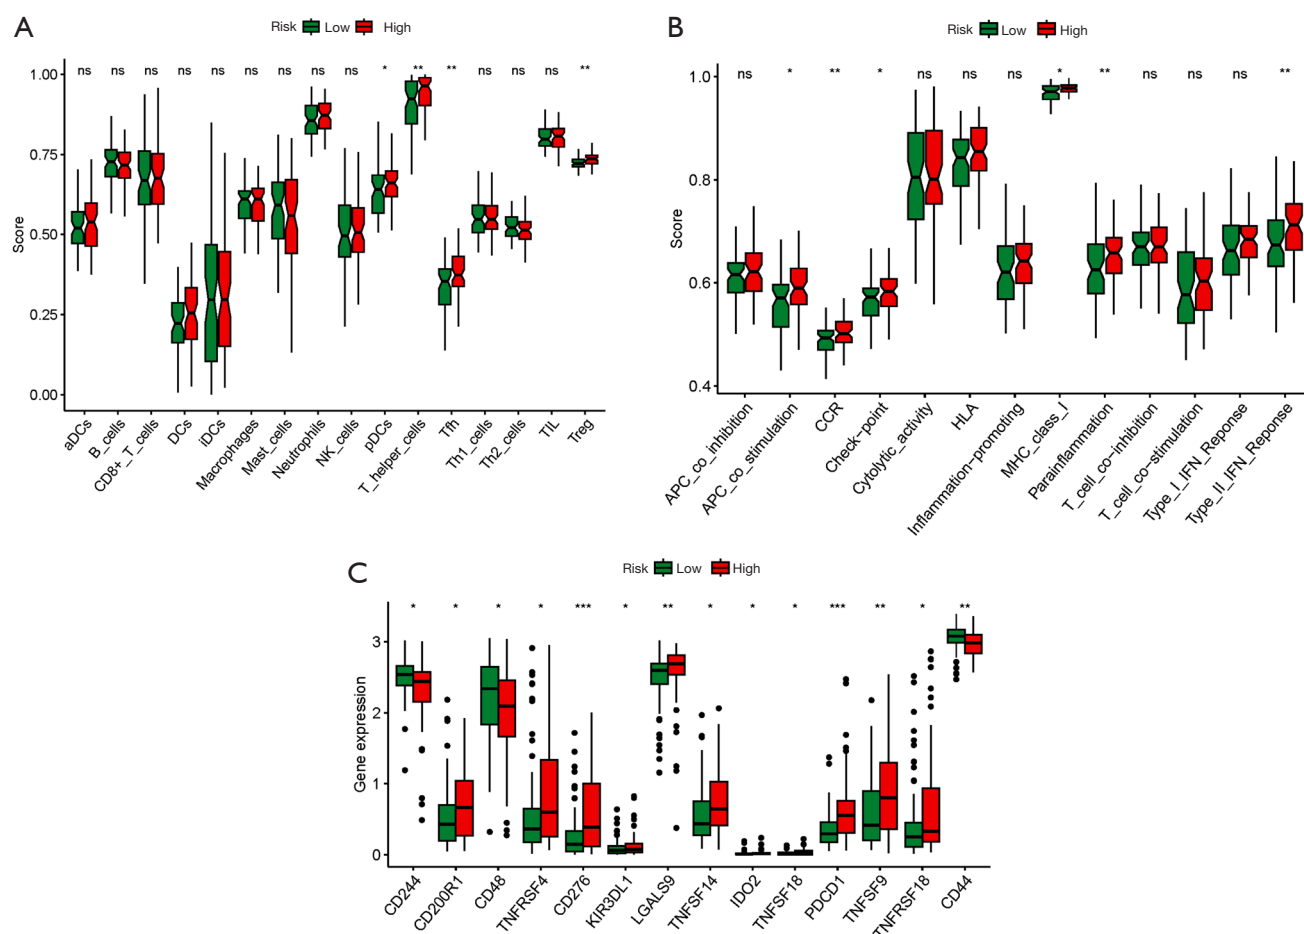 A
Risk Low High
ns ns ns ns ns ns ns ns ns * ** ** ns ns ns **
1.00
0.75
0.50
0.25
0.00
Score
aDCs B_cells CD8+_T_cells DCs iDCs Macrophages Mast_cells Neutrophils NK_cells pDCs T_helper_cells Tfh Th1_cells Th2_cells TIL Treg
B
Risk Low High
ns * ** * ns ns ns * ** ns ns ns **
1.0
0.8
0.6
0.4
Score
APC_co_inhibition APC_co_stimulation CCR Check−point Cytolytic_activity HLA Inflammation−promoting MHC_class_I Parainflammation T_cell_co−inhibition T_cell_co−stimulation Type_I_IFN_Reponse Type_II_IFN_Reponse
C
Risk Low High
* * * * *** * ** * * * *** ** * **
3
2
1
0
Gene expression
CD244 CD200R1 CD48 TNFRSF4 CD276 KIR3DL1 LGALS9 TNFSF14 IDO2 TNFSF18 PDCD1 TNFSF9 TNFRSF18 CD44